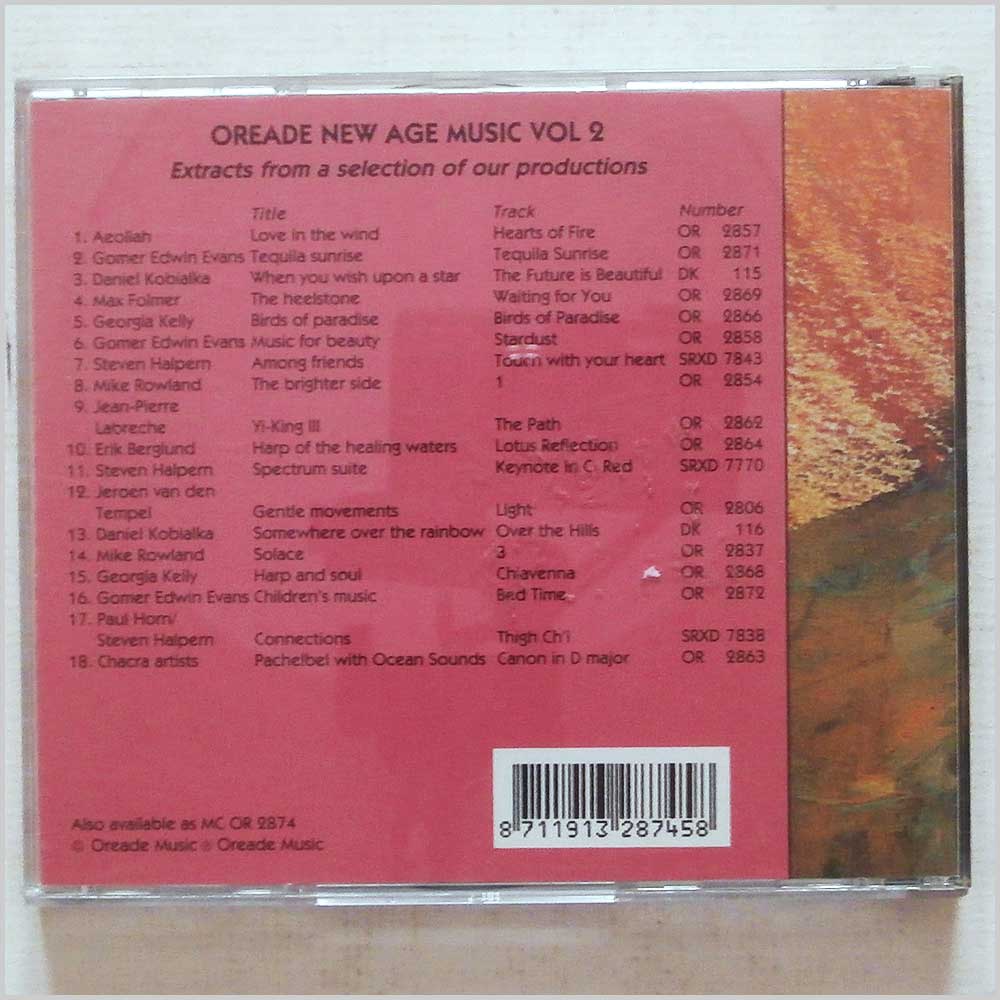 OREADE NEW AGE MUSIC VOL 2
Extracts from a selection of our productions
Title Track Number
1. Aeoliah Love in the wind Hearts of Fire OR 2857
2. Gomer Edwin Evans Tequila sunrise Tequila Sunrise OR 2871
3. Daniel Kobialka When you wish upon a star The Future is Beautiful DK 115
4. Max Folmer The heelstone Waiting for You OR 2869
5. Georgia Kelly Birds of paradise Birds of Paradise OR 2866
6. Gomer Edwin Evans Music for beauty Stardust OR 2858
7. Steven Halpern Among friends Touch with your heart SRXD 7843
8. Mike Rowland The brighter side 1 OR 2854
9. Jean-Pierre
Labreche Yi-King III The Path OR 2862
10. Erik Berglund Harp of the healing waters Lotus Reflection OR 2864
11. Steven Halpern Spectrum suite Keynote in C: Red SRXD 7770
12. Jeroen van den
Tempel Gentle movements Light OR 2806
13. Daniel Kobialka Somewhere over the rainbow Over the Hills DK 116
14. Mike Rowland Solace 3 OR 2837
15. Georgia Kelly Harp and soul Chiavenna OR 2868
16. Gomer Edwin Evans Children's music Bed Time OR 2872
17. Paul Horn/
Steven Halpern Connections Thigh Ch'i SRXD 7838
18. Chacra artists Pachelbel with Ocean Sounds Canon in D major OR 2863
8 711913 287458
Also available as MC OR 2874
© Oreade Music ℗ Oreade Music